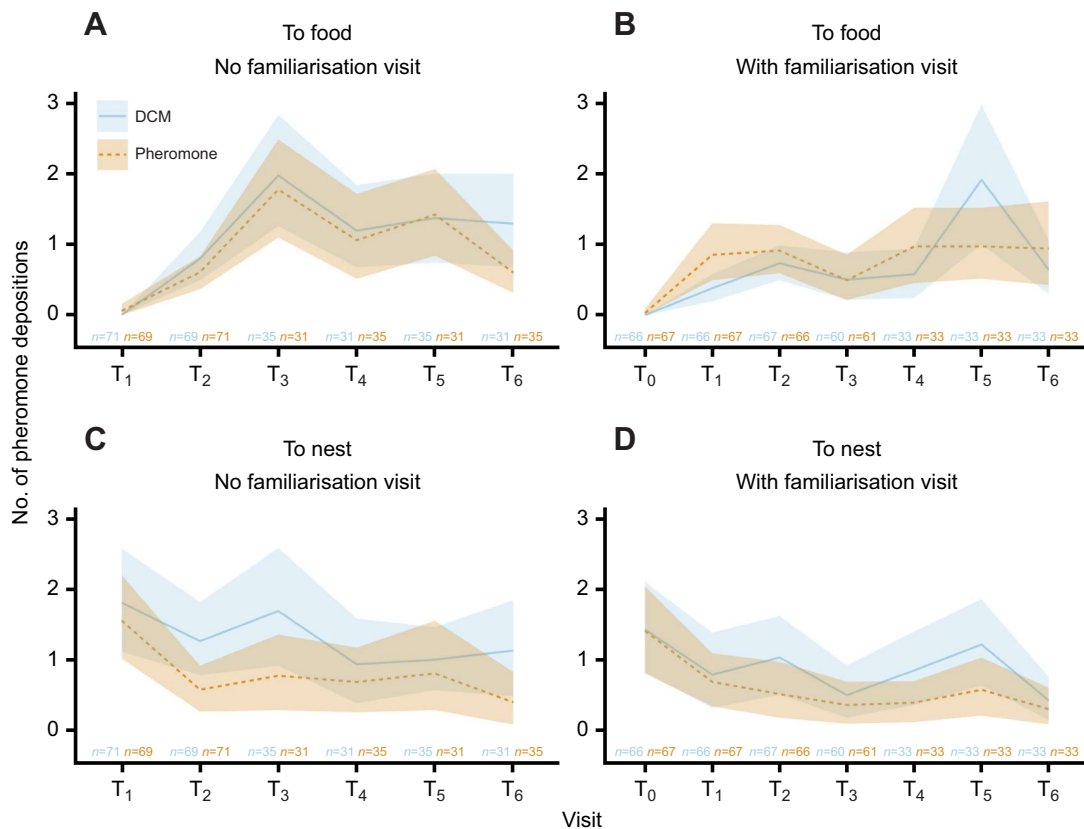 A
To food
No familiarisation visit
3
2
1
0
DCM
Pheromone
n=71 n=69 n=69 n=71 n=35 n=31 n=31 n=35 n=35 n=31 n=31 n=35
T1 T2 T3 T4 T5 T6
B
To food
With familiarisation visit
3
2
1
0
n=66 n=67 n=66 n=67 n=67 n=66 n=60 n=61 n=33 n=33 n=33 n=33 n=33 n=33
T0 T1 T2 T3 T4 T5 T6
No. of pheromone depositions
C
To nest
No familiarisation visit
3
2
1
0
n=71 n=69 n=69 n=71 n=35 n=31 n=31 n=35 n=35 n=31 n=31 n=35
T1 T2 T3 T4 T5 T6
D
To nest
With familiarisation visit
3
2
1
0
n=66 n=67 n=66 n=67 n=67 n=66 n=60 n=61 n=33 n=33 n=33 n=33 n=33 n=33
T0 T1 T2 T3 T4 T5 T6
Visit